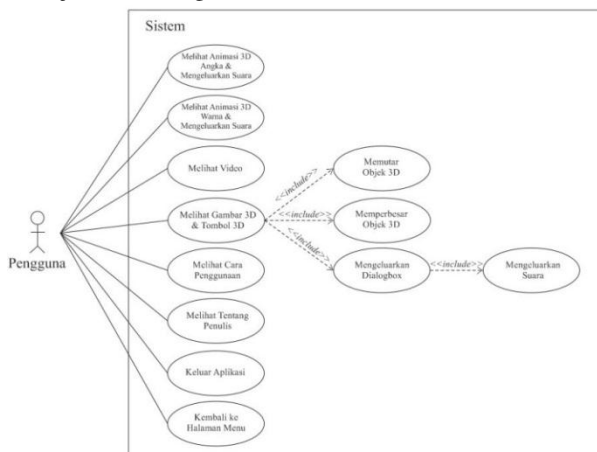 Sistem
Melihat Animasi 3D
Angka &
Mengeluarkan Suara
Melihat Animasi 3D
Warna &
Mengeluarkan Suara
Melihat Video
Melihat Gambar 3D
& Tombol 3D
Melihat Cara
Penggunaan
Melihat Tentang
Penulis
Keluar Aplikasi
Kembali ke
Halaman Menu
Pengguna
<<include>>
Memutar
Objek 3D
<<include>>
Memperbesar
Objek 3D
<<include>>
Mengeluarkan
Dialogbox
<<include>>
Mengeluarkan
Suara